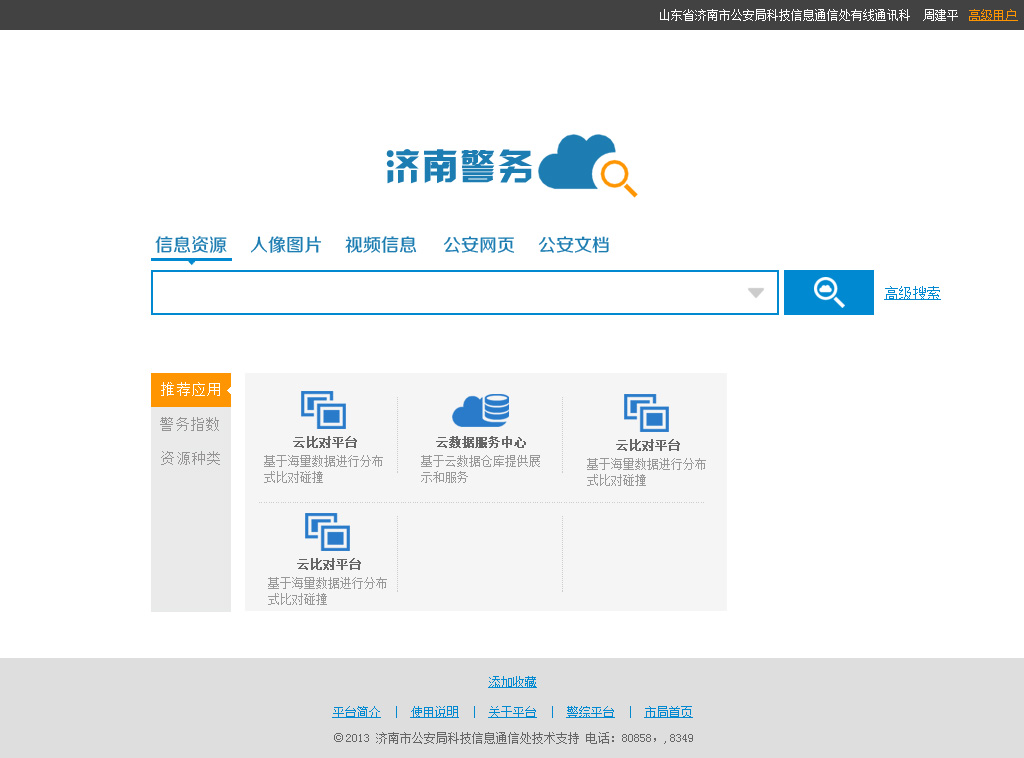 山东省济南市公安局科技信息通信处有线通讯科 周建平 高级用户
济南警务
信息资源 人像图片 视频信息 公安网页 公安文档
高级搜索
推荐应用
警务指数
资源种类
云比对平台
基于海量数据进行分布
式比对碰撞
云数据服务中心
基于云数据仓库提供展
示和服务
云比对平台
基于海量数据进行分布
式比对碰撞
云比对平台
基于海量数据进行分布
式比对碰撞
添加收藏
平台简介 | 使用说明 | 关于平台 | 警综平台 | 市局首页
©2013 济南市公安局科技信息通信处技术支持 电话：80858，,8349